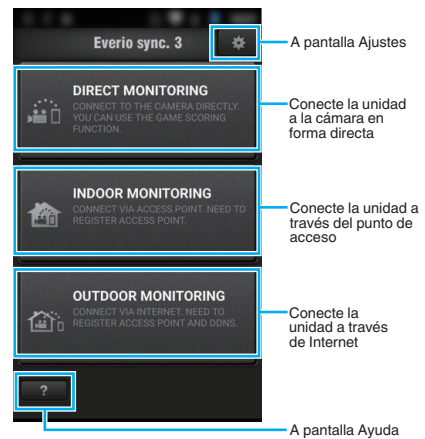 Everio sync. 3
A pantalla Ajustes
DIRECT MONITORING
CONNECT TO THE CAMERA DIRECTLY.
YOU CAN USE THE GAME SCORING
FUNCTION.
Conecte la unidad
a la cámara en
forma directa
INDOOR MONITORING
CONNECT VIA ACCESS POINT. NEED TO
REGISTER ACCESS POINT.
Conecte la unidad a
través del punto de
acceso
OUTDOOR MONITORING
CONNECT VIA INTERNET. NEED TO
REGISTER ACCESS POINT AND DDNS.
Conecte la
unidad a través
de Internet
?
A pantalla Ayuda